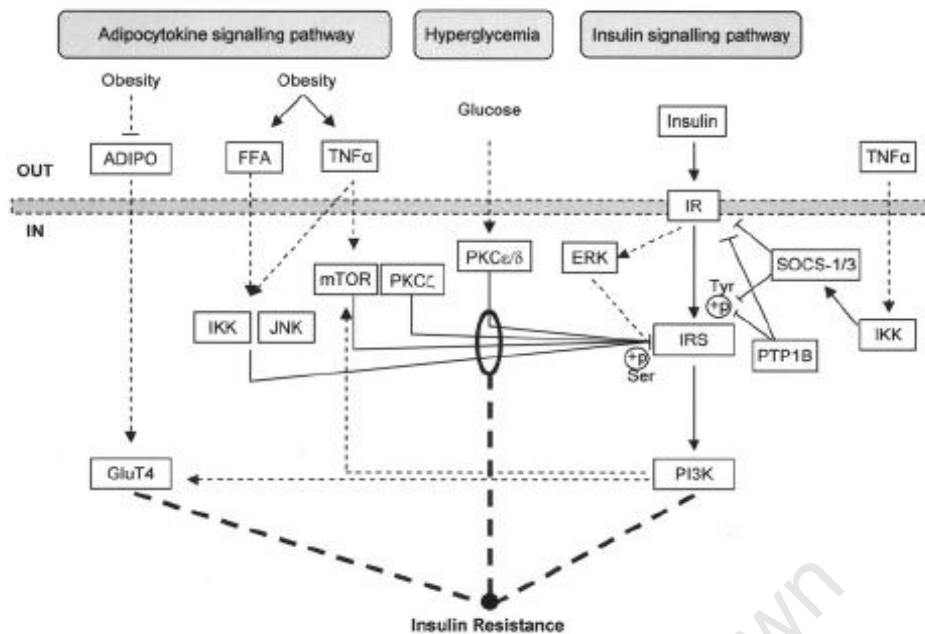 Adipocytokine signalling pathway
Hyperglycemia
Insulin signalling pathway
Obesity
Obesity
Glucose
Insulin
ADIPO
FFA
TNFα
TNFα
OUT
IR
IN
ERK
SOCS-1/3
PKCε/δ
mTOR
PKCζ
Tyr
+p
IKK
JNK
IRS
PTP1B
IKK
+p
Ser
GluT4
PI3K
Insulin Resistance